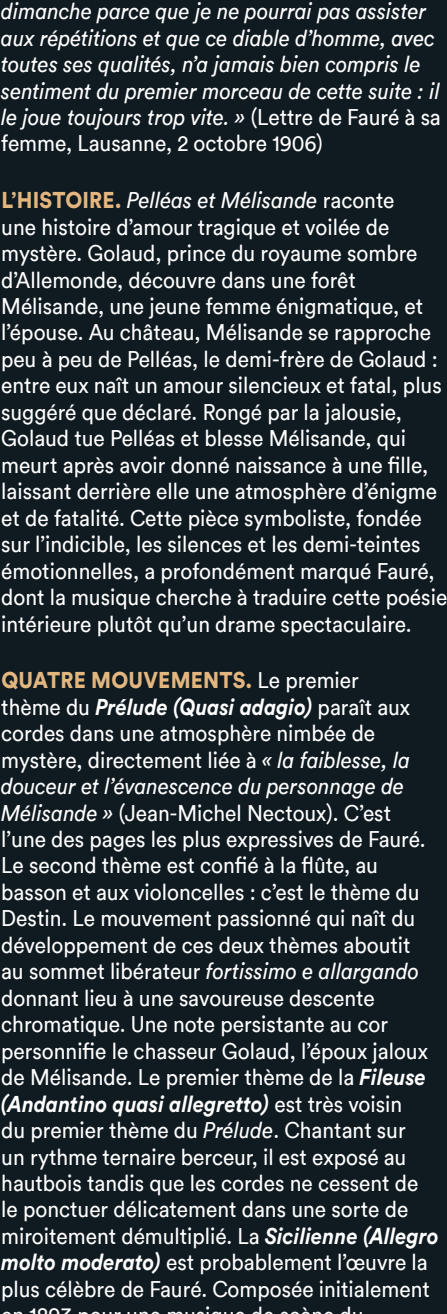 dimanche parce que je ne pourrai pas assister
aux répétitions et que ce diable d’homme, avec
toutes ses qualités, n’a jamais bien compris le
sentiment du premier morceau de cette suite : il
le joue toujours trop vite. » (Lettre de Fauré à sa
femme, Lausanne, 2 octobre 1906)
L’HISTOIRE. Pelléas et Mélisande raconte
une histoire d’amour tragique et voilée de
mystère. Golaud, prince du royaume sombre
d’Allemonde, découvre dans une forêt
Mélisande, une jeune femme énigmatique, et
l’épouse. Au château, Mélisande se rapproche
peu à peu de Pelléas, le demi-frère de Golaud :
entre eux naît un amour silencieux et fatal, plus
suggéré que déclaré. Rongé par la jalousie,
Golaud tue Pelléas et blesse Mélisande, qui
meurt après avoir donné naissance à une fille,
laissant derrière elle une atmosphère d’énigme
et de fatalité. Cette pièce symboliste, fondée
sur l’indicible, les silences et les demi-teintes
émotionnelles, a profondément marqué Fauré,
dont la musique cherche à traduire cette poésie
intérieure plutôt qu’un drame spectaculaire.
QUATRE MOUVEMENTS. Le premier
thème du Prélude (Quasi adagio) paraît aux
cordes dans une atmosphère nimbée de
mystère, directement liée à « la faiblesse, la
douceur et l’évanescence du personnage de
Mélisande » (Jean-Michel Nectoux). C’est
l’une des pages les plus expressives de Fauré.
Le second thème est confié à la flûte, au
basson et aux violoncelles : c’est le thème du
Destin. Le mouvement passionné qui naît du
développement de ces deux thèmes aboutit
au sommet libérateur fortissimo e allargando
donnant lieu à une savoureuse descente
chromatique. Une note persistante au cor
personnifie le chasseur Golaud, l’époux jaloux
de Mélisande. Le premier thème de la Fileuse
(Andantino quasi allegretto) est très voisin
du premier thème du Prélude. Chantant sur
un rythme ternaire berceur, il est exposé au
hautbois tandis que les cordes ne cessent de
le ponctuer délicatement dans une sorte de
miroitement démultiplié. La Sicilienne (Allegro
molto moderato) est probablement l’œuvre la
plus célèbre de Fauré. Composée initialement
en 1893 pour une musique de scène du